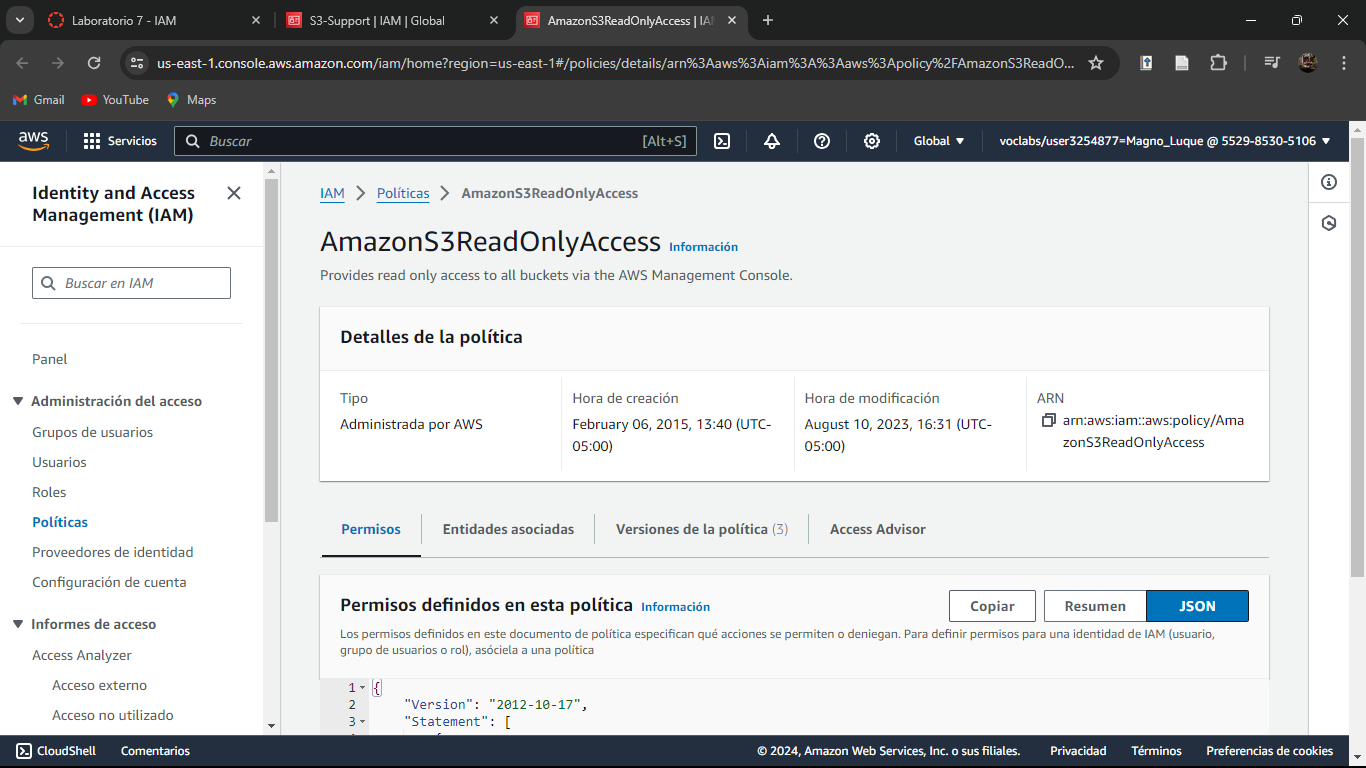 Laboratorio 7 - IAM
S3-Support | IAM | Global
AmazonS3ReadOnlyAccess | IAM
us-east-1.console.aws.amazon.com/iam/home?region=us-east-1#/policies/details/arn%3Aaws%3Aiam%3A%3Aaws%3Apolicy%2FAmazonS3ReadO...
Gmail
YouTube
Maps
aws
Servicios
Buscar
[Alt+S]
Global
voclabs/user3254877=Magno_Luque @ 5529-8530-5106
Identity and Access
Management (IAM)
Buscar en IAM
Panel
Administración del acceso
Grupos de usuarios
Usuarios
Roles
Políticas
Proveedores de identidad
Configuración de cuenta
Informes de acceso
Access Analyzer
Acceso externo
Acceso no utilizado
IAM > Políticas > AmazonS3ReadOnlyAccess
AmazonS3ReadOnlyAccess Información
Provides read only access to all buckets via the AWS Management Console.
Detalles de la política
Tipo
Administrada por AWS
Hora de creación
February 06, 2015, 13:40 (UTC-
05:00)
Hora de modificación
August 10, 2023, 16:31 (UTC-
05:00)
ARN
arn:aws:iam::aws:policy/Ama
zonS3ReadOnlyAccess
Permisos
Entidades asociadas
Versiones de la política (3)
Access Advisor
Permisos definidos en esta política Información
Copiar
Resumen
JSON
Los permisos definidos en este documento de política especifican qué acciones se permiten o deniegan. Para definir permisos para una identidad de IAM (usuario,
grupo de usuarios o rol), asóciela a una política
1 {
2 "Version": "2012-10-17",
3 "Statement": [
CloudShell
Comentarios
© 2024, Amazon Web Services, Inc. o sus filiales.
Privacidad
Términos
Preferencias de cookies